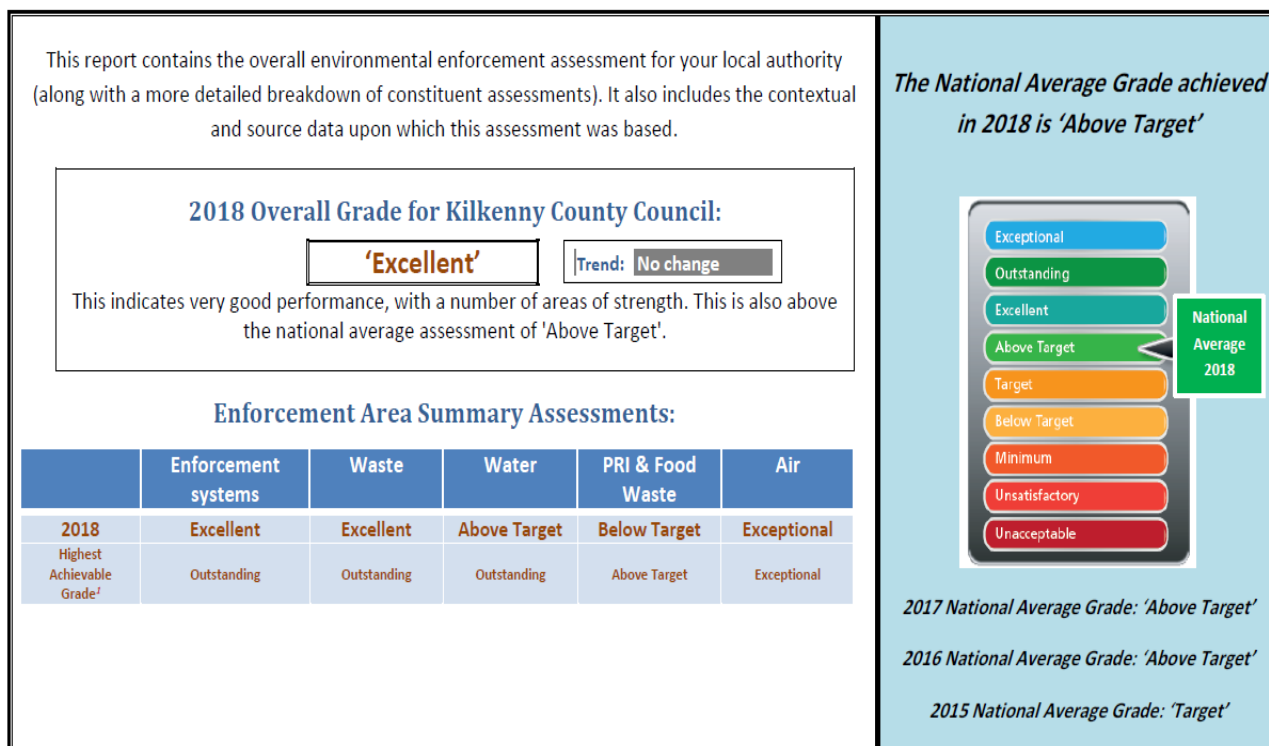 This report contains the overall environmental enforcement assessment for your local authority
(along with a more detailed breakdown of constituent assessments). It also includes the contextual
and source data upon which this assessment was based.
2018 Overall Grade for Kilkenny County Council:
‘Excellent’ Trend: No change
This indicates very good performance, with a number of areas of strength. This is also above
the national average assessment of 'Above Target'.
Enforcement Area Summary Assessments:
Enforcement systems Waste Water PRI & Food Waste Air
2018 Excellent Excellent Above Target Below Target Exceptional
Highest Achievable Grade¹ Outstanding Outstanding Outstanding Above Target Exceptional
The National Average Grade achieved
in 2018 is ‘Above Target’
Exceptional
Outstanding
Excellent
Above Target
Target
Below Target
Minimum
Unsatisfactory
Unacceptable
National
Average
2018
2017 National Average Grade: ‘Above Target’
2016 National Average Grade: ‘Above Target’
2015 National Average Grade: ‘Target’